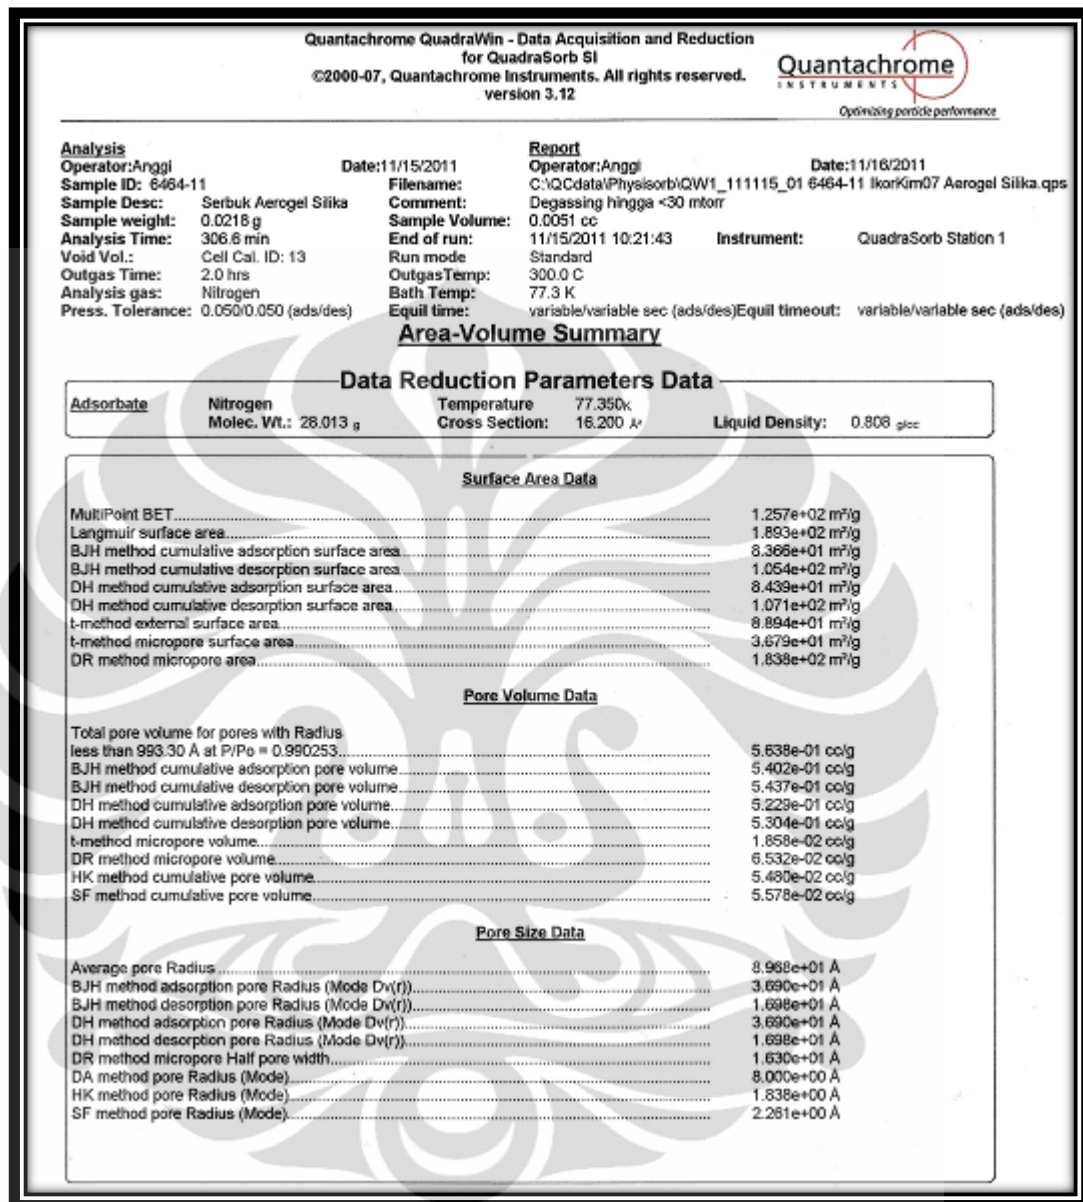 Quantachrome QuadraWin - Data Acquisition and Reduction
for QuadraSorb SI
©2000-07, Quantachrome Instruments. All rights reserved.
version 3.12
Quantachrome
INSTRUMENTS
Optimizing particle performance
Analysis Report
Operator:Anggi Date:11/15/2011 Operator:Anggi Date:11/16/2011
Sample ID: 6464-11 Filename: C:\QCdata\Physisorb\QW1_111115_01 6464-11 IkorKim07 Aerogel Silika.qps
Sample Desc: Serbuk Aerogel Silika Comment: Degassing hingga <30 mtorr
Sample weight: 0.0218 g Sample Volume: 0.0051 cc
Analysis Time: 306.6 min End of run: 11/15/2011 10:21:43 Instrument: QuadraSorb Station 1
Void Vol.: Cell Cal. ID: 13 Run mode Standard
Outgas Time: 2.0 hrs OutgasTemp: 300.0 C
Analysis gas: Nitrogen Bath Temp: 77.3 K
Press. Tolerance: 0.050/0.050 (ads/des) Equil time: variable/variable sec (ads/des)Equil timeout: variable/variable sec (ads/des)
Area-Volume Summary
Data Reduction Parameters Data
Adsorbate Nitrogen Temperature 77.350K
Molec. Wt.: 28.013 g Cross Section: 16.200 Å² Liquid Density: 0.808 g/cc
Surface Area Data
MultiPoint BET 1.257e+02 m²/g
Langmuir surface area 1.893e+02 m²/g
BJH method cumulative adsorption surface area 8.366e+01 m²/g
BJH method cumulative desorption surface area 1.054e+02 m²/g
DH method cumulative adsorption surface area 8.439e+01 m²/g
DH method cumulative desorption surface area 1.071e+02 m²/g
t-method external surface area 8.894e+01 m²/g
t-method micropore surface area 3.679e+01 m²/g
DR method micropore area 1.838e+02 m²/g
Pore Volume Data
Total pore volume for pores with Radius
less than 993.30 Å at P/Po = 0.990253 5.638e-01 cc/g
BJH method cumulative adsorption pore volume 5.402e-01 cc/g
BJH method cumulative desorption pore volume 5.437e-01 cc/g
DH method cumulative adsorption pore volume 5.229e-01 cc/g
DH method cumulative desorption pore volume 5.304e-01 cc/g
t-method micropore volume 1.858e-02 cc/g
DR method micropore volume 6.532e-02 cc/g
HK method cumulative pore volume 5.480e-02 cc/g
SF method cumulative pore volume 5.578e-02 cc/g
Pore Size Data
Average pore Radius 8.968e+01 Å
BJH method adsorption pore Radius (Mode Dv(r)) 3.690e+01 Å
BJH method desorption pore Radius (Mode Dv(r)) 1.698e+01 Å
DH method adsorption pore Radius (Mode Dv(r)) 3.690e+01 Å
DH method desorption pore Radius (Mode Dv(r)) 1.698e+01 Å
DR method micropore Half pore width 1.630e+01 Å
DA method pore Radius (Mode) 8.000e+00 Å
HK method pore Radius (Mode) 1.838e+00 Å
SF method pore Radius (Mode) 2.261e+00 Å